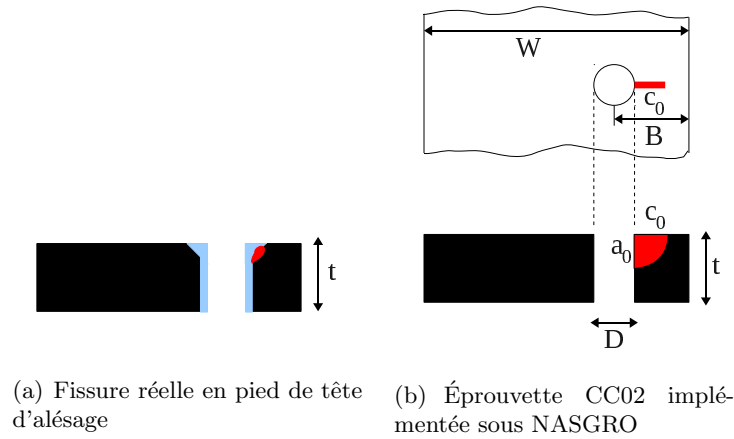 W
c0
B
c0
a0
t
t
D
(a) Fissure réelle en pied de tête
d'alésage
(b) Éprouvette CC02 implé-
mentée sous NASGRO